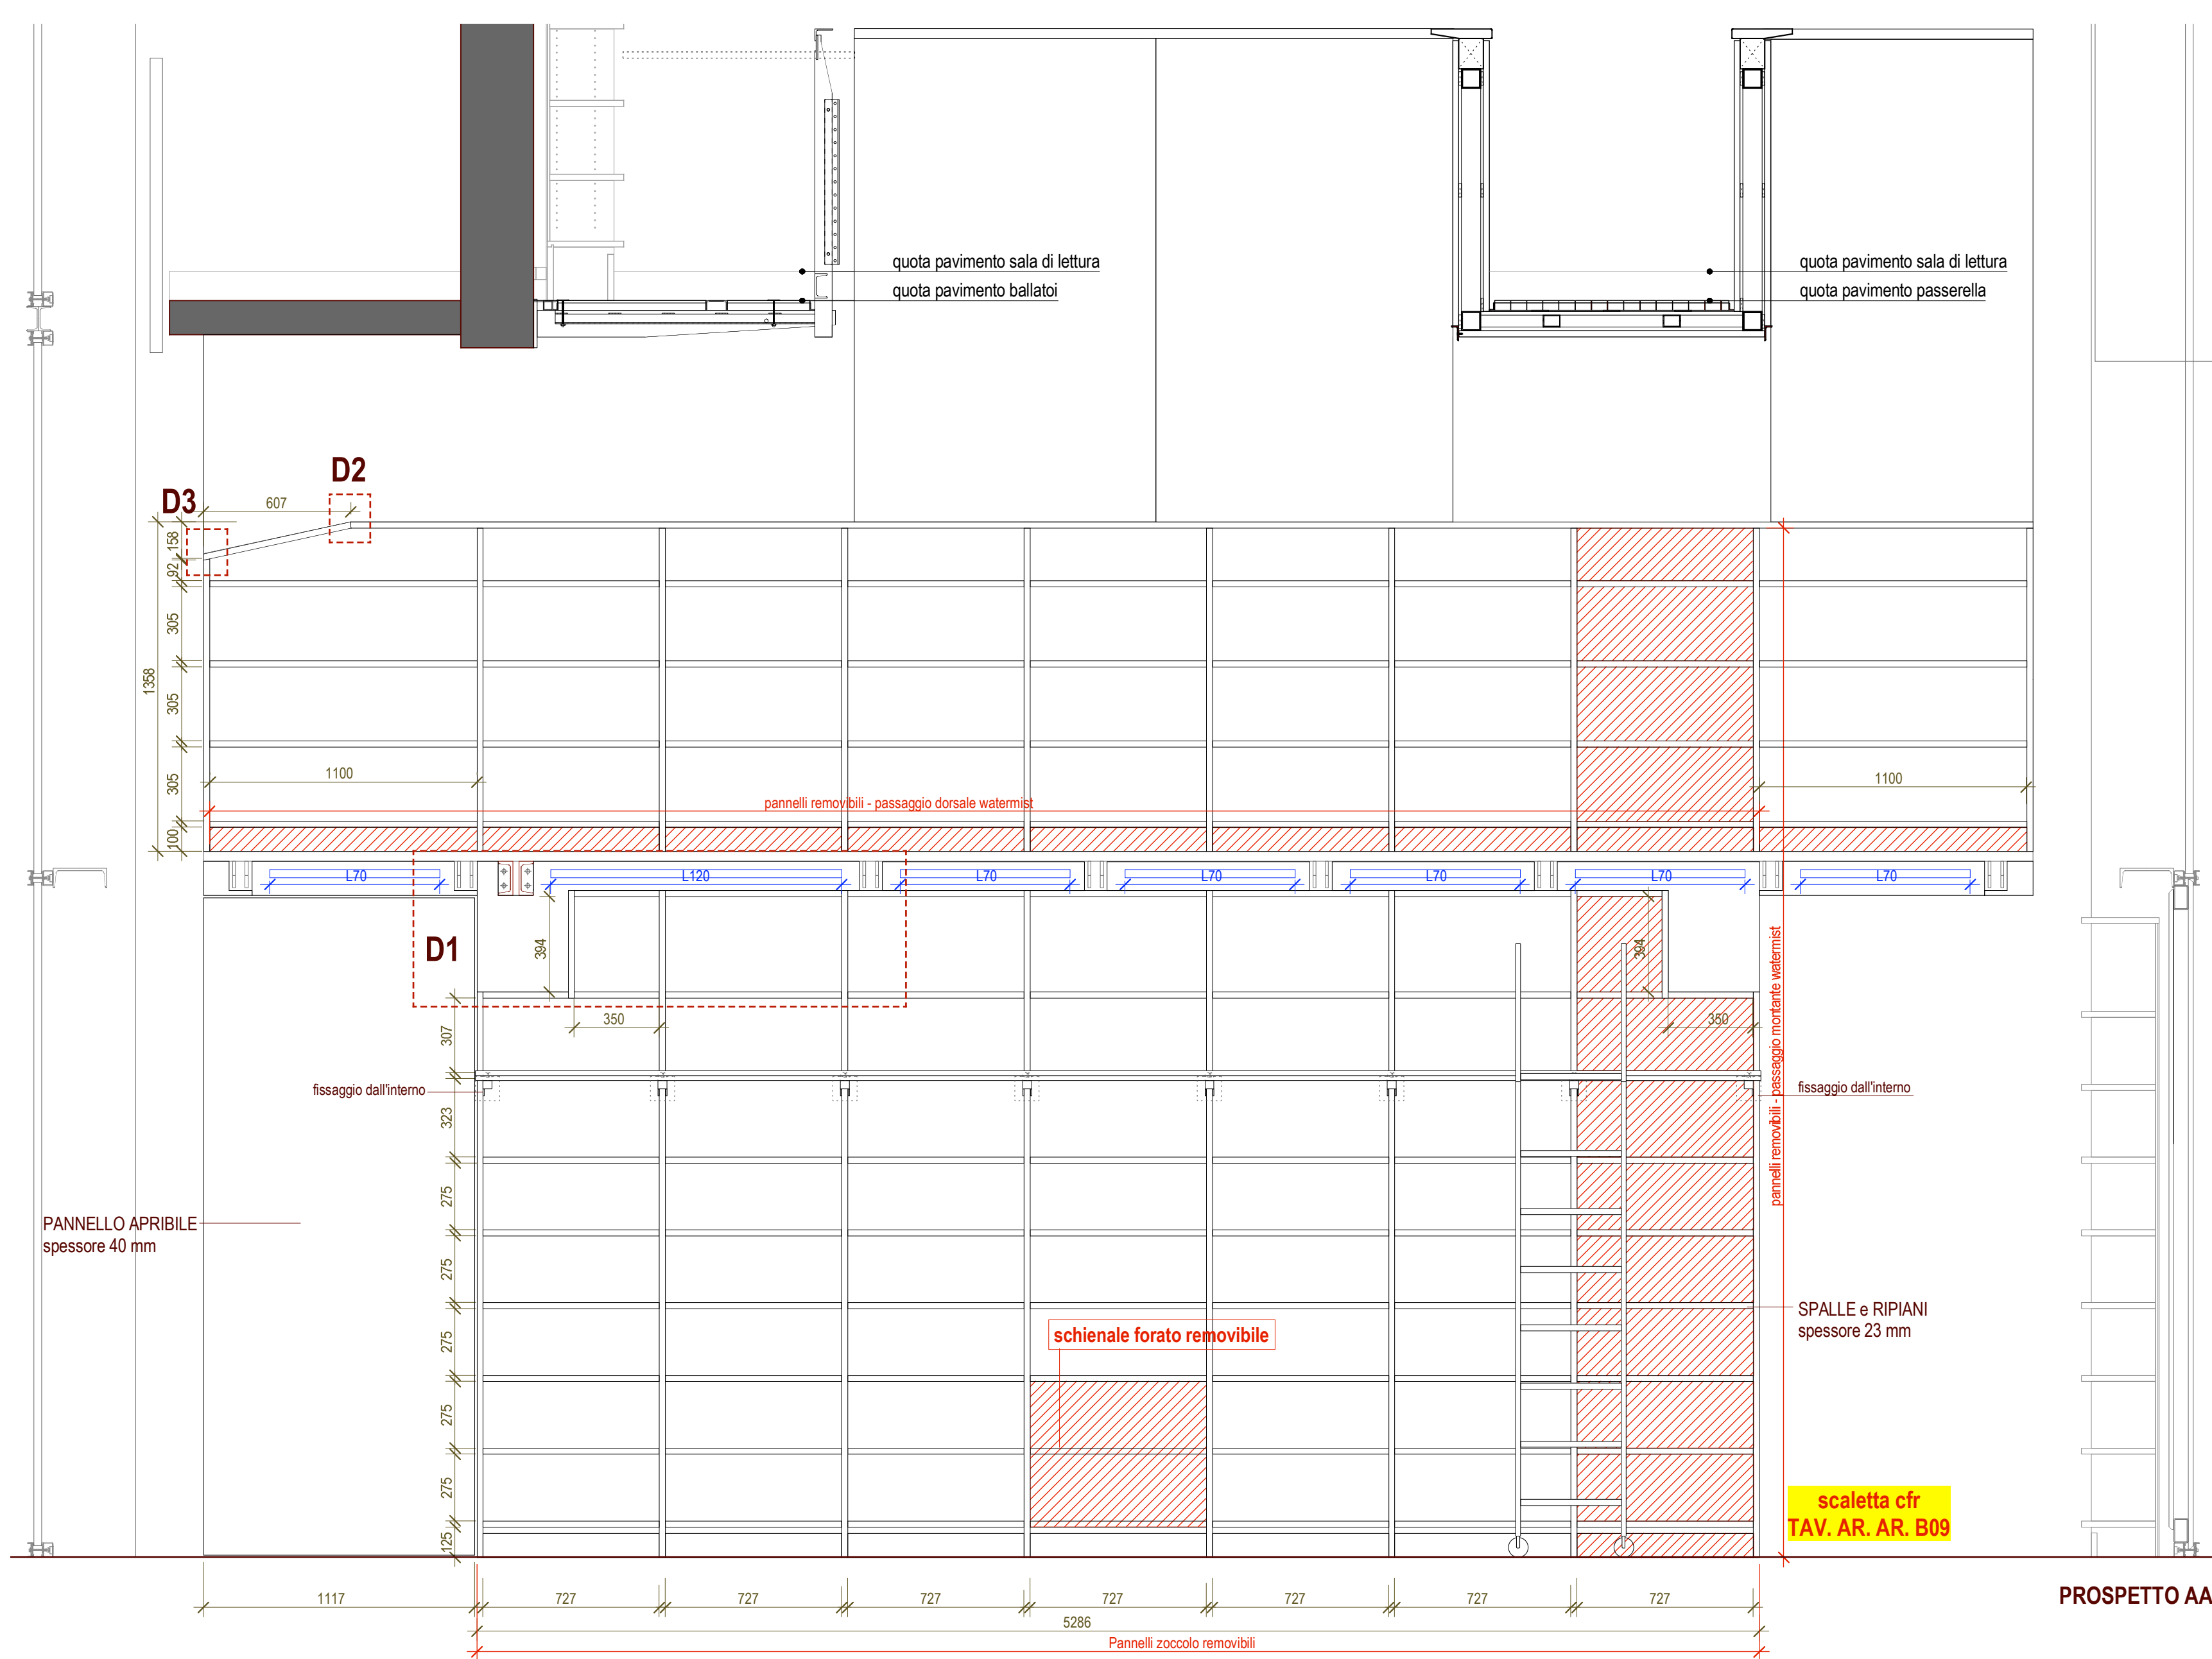 quota pavimento sala di lettura
quota pavimento ballatoi
quota pavimento sala di lettura
quota pavimento passerella
D2
D3
607
158
92
305
305
305
100
1358
1100
1100
pannelli removibili - passaggio dorsale watermist
L70
L120
L70
L70
L70
L70
L70
D1
394
394
350
350
307
323
275
275
275
275
275
125
fissaggio dall'interno
fissaggio dall'interno
pannelli removibili - passaggio montante watermist
PANNELLO APRIBILE
spessore 40 mm
SPALLE e RIPIANI
spessore 23 mm
schienale forato removibile
scaletta cfr
TAV. AR. AR. B09
1117
727
727
727
727
727
727
727
5286
Pannelli zoccolo removibili
PROSPETTO AA